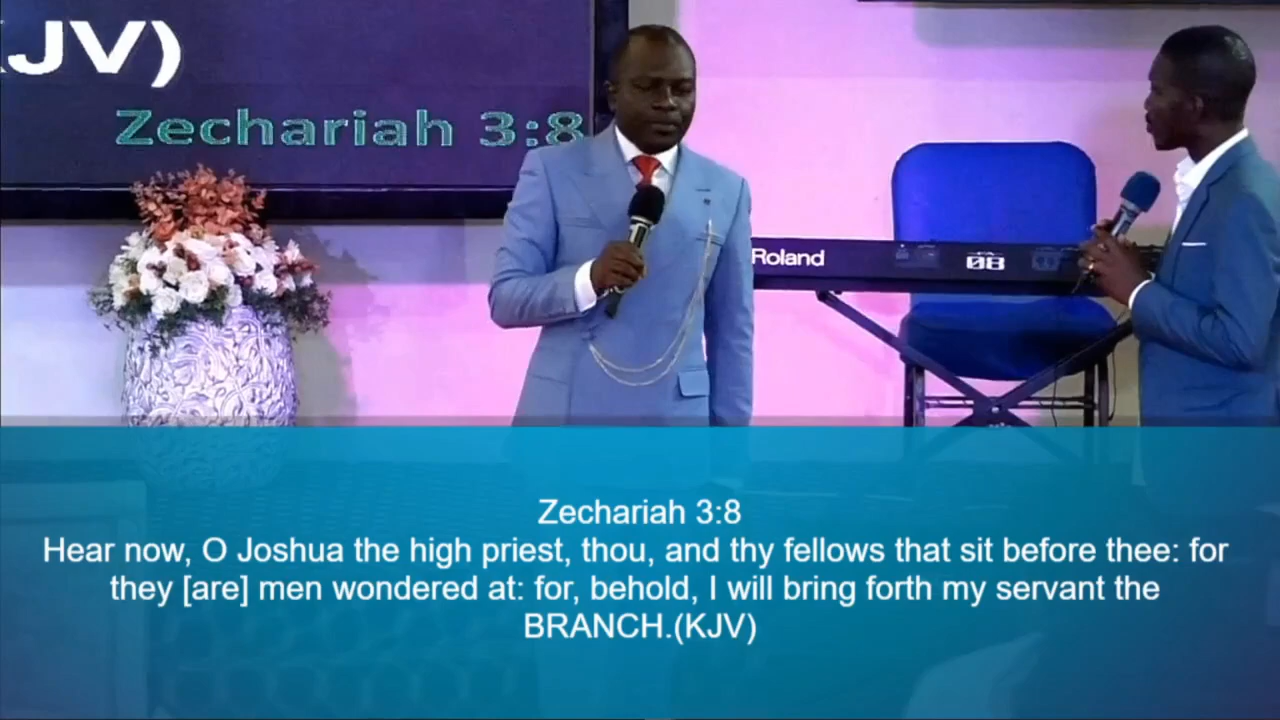 JV)
Zechariah 3:8
Roland
FA
08
Zechariah 3:8
Hear now, O Joshua the high priest, thou, and thy fellows that sit before thee: for
they [are] men wondered at: for, behold, I will bring forth my servant the
BRANCH.(KJV)